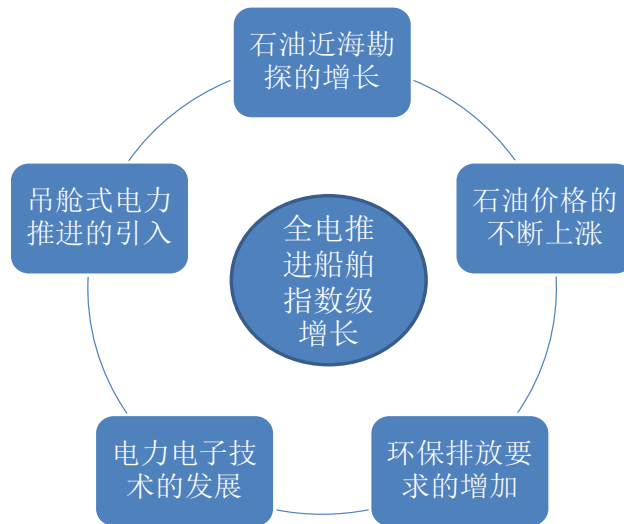 石油近海勘
探的增长
吊舱式电力
推进的引入
石油价格的
不断上涨
全电推
进船舶
指数级
增长
电力电子技
术的发展
环保排放要
求的增加